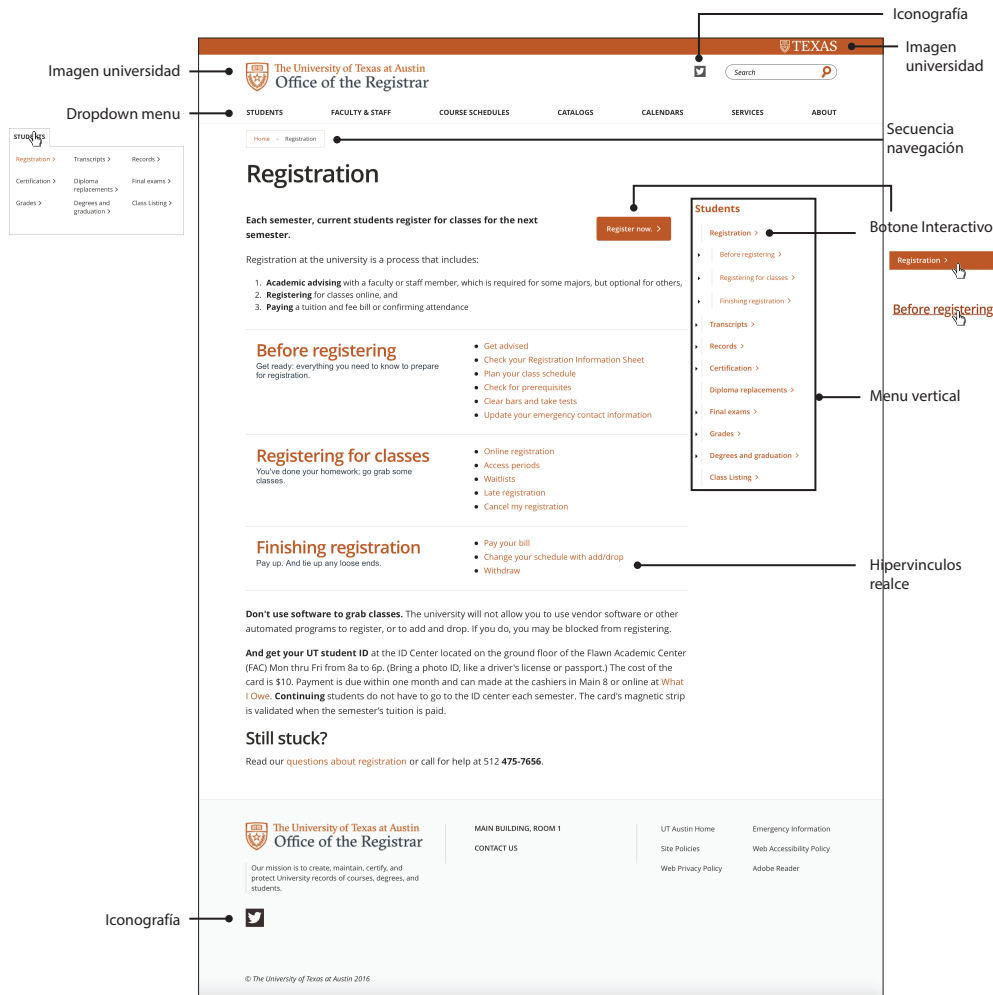 Iconografía
TEXAS
Imagen
universidad
Imagen universidad
The University of Texas at Austin
Office of the Registrar
Search
Dropdown menu
STUDENTS FACULTY & STAFF COURSE SCHEDULES CATALOGS CALENDARS SERVICES ABOUT
STUDENTS
Registration > Transcripts > Records >
Certification > Diploma replacements > Final exams >
Grades > Degrees and graduation > Class Listing >
Home > Registration
Secuencia
navegación
Registration
Each semester, current students register for classes for the next
semester.
Register now. >
Registration at the university is a process that includes:
1. Academic advising with a faculty or staff member, which is required for some majors, but optional for others,
2. Registering for classes online, and
3. Paying a tuition and fee bill or confirming attendance
Students
Registration >
Before registering >
Registering for classes >
Finishing registration >
Transcripts >
Records >
Certification >
Diploma replacements >
Final exams >
Grades >
Degrees and graduation >
Class Listing >
Botone Interactivo
Registration >
Before registering
Menu vertical
Before registering
Get ready: everything you need to know to prepare
for registration.
• Get advised
• Check your Registration Information Sheet
• Plan your class schedule
• Check for prerequisites
• Clear bars and take tests
• Update your emergency contact information
Registering for classes
You've done your homework; go grab some
classes.
• Online registration
• Access periods
• Waitlists
• Late registration
• Cancel my registration
Finishing registration
Pay up. And tie up any loose ends.
• Pay your bill
• Change your schedule with add/drop
• Withdraw
Hipervinculos
realce
Don't use software to grab classes. The university will not allow you to use vendor software or other
automated programs to register, or to add and drop. If you do, you may be blocked from registering.
And get your UT student ID at the ID Center located on the ground floor of the Flawn Academic Center
(FAC) Mon thru Fri from 8a to 6p. (Bring a photo ID, like a driver's license or passport.) The cost of the
card is $10. Payment is due within one month and can made at the cashiers in Main 8 or online at What
I Owe. Continuing students do not have to go to the ID center each semester. The card's magnetic strip
is validated when the semester's tuition is paid.
Still stuck?
Read our questions about registration or call for help at 512 475-7656.
The University of Texas at Austin
Office of the Registrar
Our mission is to create, maintain, certify, and
protect University records of courses, degrees, and
students.
MAIN BUILDING, ROOM 1
CONTACT US
UT Austin Home Emergency Information
Site Policies Web Accessibility Policy
Web Privacy Policy Adobe Reader
Iconografía
© The University of Texas at Austin 2016